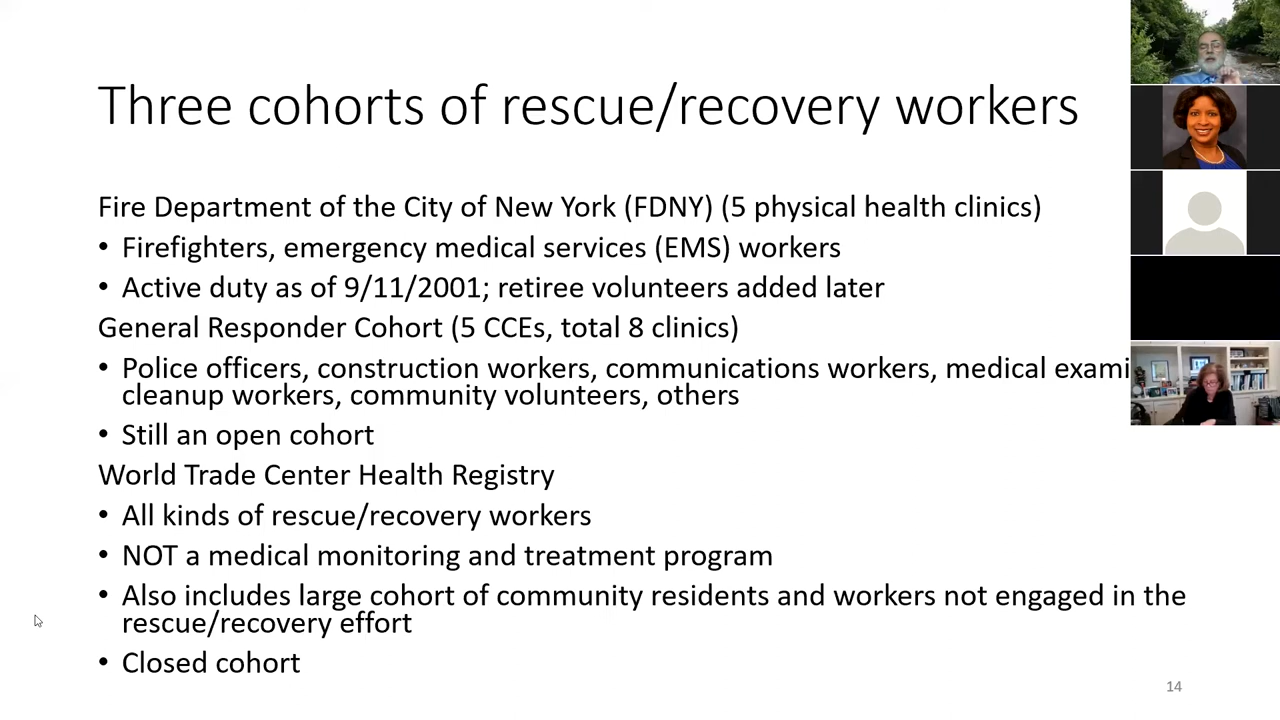 Three cohorts of rescue/recovery workers
Fire Department of the City of New York (FDNY) (5 physical health clinics)
• Firefighters, emergency medical services (EMS) workers
• Active duty as of 9/11/2001; retiree volunteers added later
General Responder Cohort (5 CCEs, total 8 clinics)
• Police officers, construction workers, communications workers, medical exami
cleanup workers, community volunteers, others
• Still an open cohort
World Trade Center Health Registry
• All kinds of rescue/recovery workers
• NOT a medical monitoring and treatment program
• Also includes large cohort of community residents and workers not engaged in the
rescue/recovery effort
• Closed cohort
14